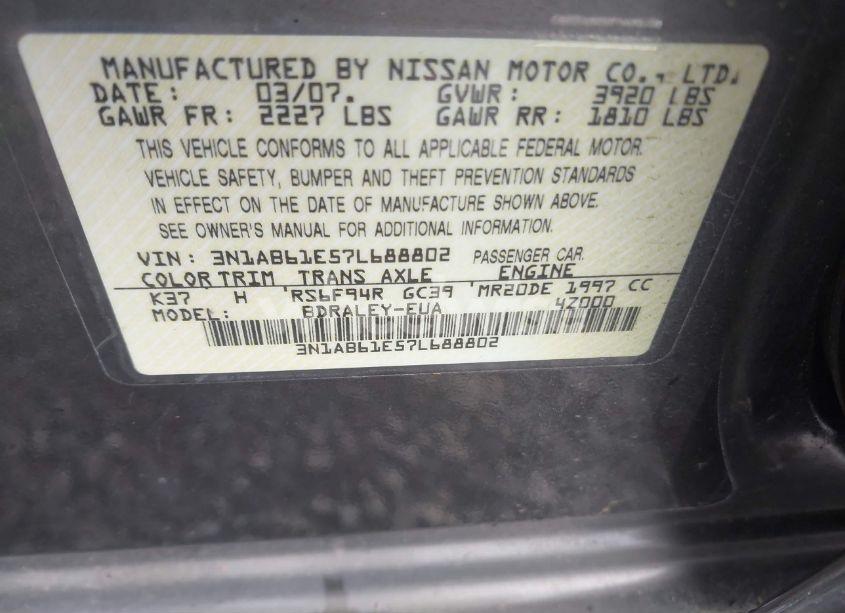 MANUFACTURED BY NISSAN MOTOR CO., LTD.
DATE: 03/07. GVWR: 3920 LBS
GAWR FR: 2227 LBS GAWR RR: 1810 LBS
THIS VEHICLE CONFORMS TO ALL APPLICABLE FEDERAL MOTOR
VEHICLE SAFETY, BUMPER AND THEFT PREVENTION STANDARDS
IN EFFECT ON THE DATE OF MANUFACTURE SHOWN ABOVE.
SEE OWNER'S MANUAL FOR ADDITIONAL INFORMATION.
VIN: 3N1AB61E57L688802 PASSENGER CAR
COLOR TRIM TRANS AXLE ENGINE
K37 H RS6F94R GC39 MR20DE 1997 CC
MODEL: BDRALEY-EUA 4Z000
3N1AB61E57L688802